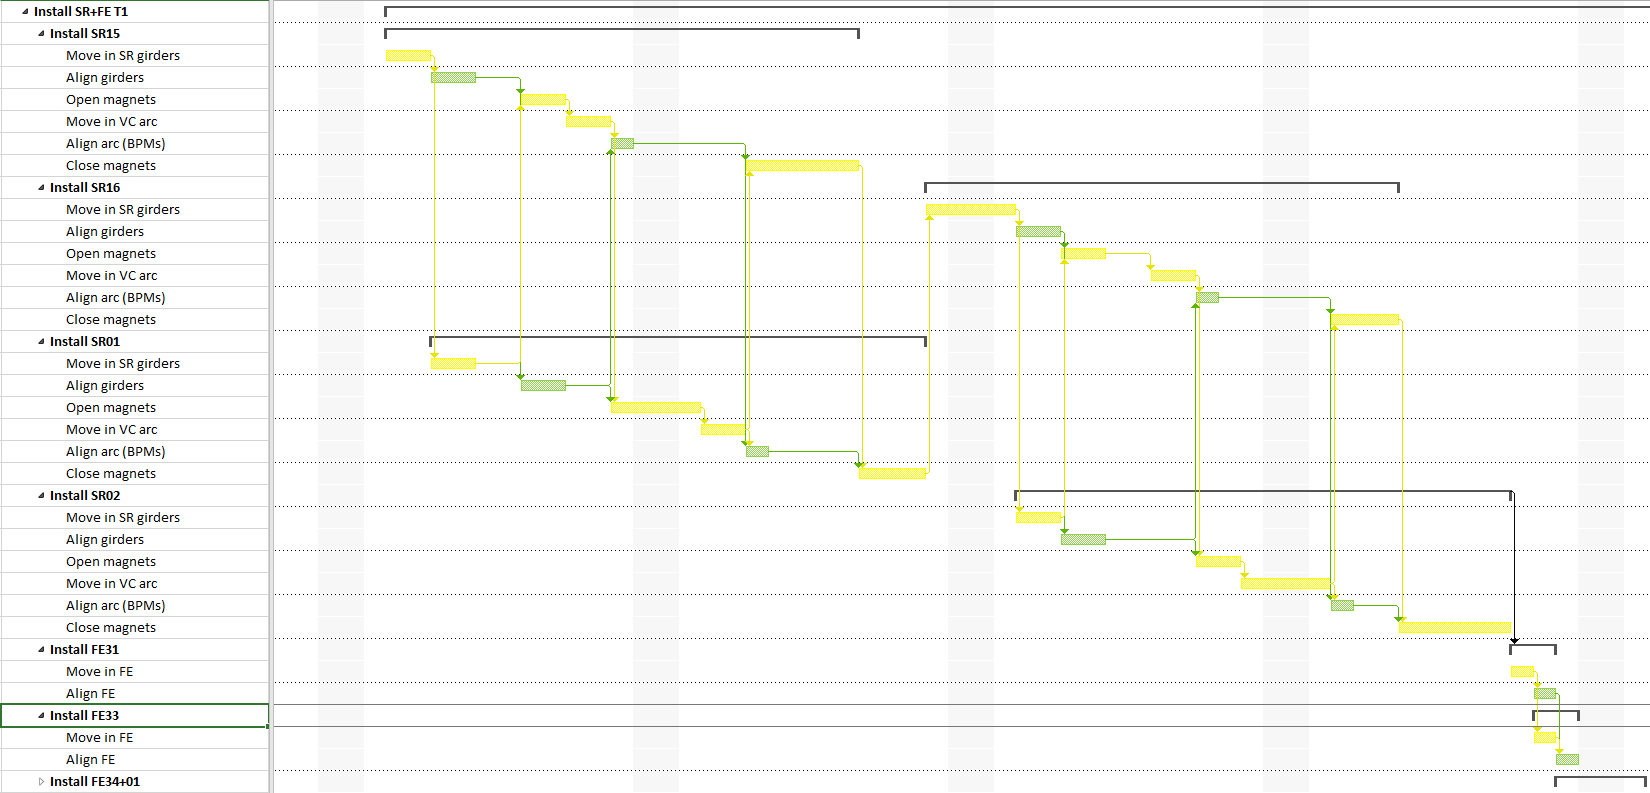 Install SR+FE T1
Install SR15
Move in SR girders
Align girders
Open magnets
Move in VC arc
Align arc (BPMs)
Close magnets
Install SR16
Move in SR girders
Align girders
Open magnets
Move in VC arc
Align arc (BPMs)
Close magnets
Install SR01
Move in SR girders
Align girders
Open magnets
Move in VC arc
Align arc (BPMs)
Close magnets
Install SR02
Move in SR girders
Align girders
Open magnets
Move in VC arc
Align arc (BPMs)
Close magnets
Install FE31
Move in FE
Align FE
Install FE33
Move in FE
Align FE
Install FE34+01